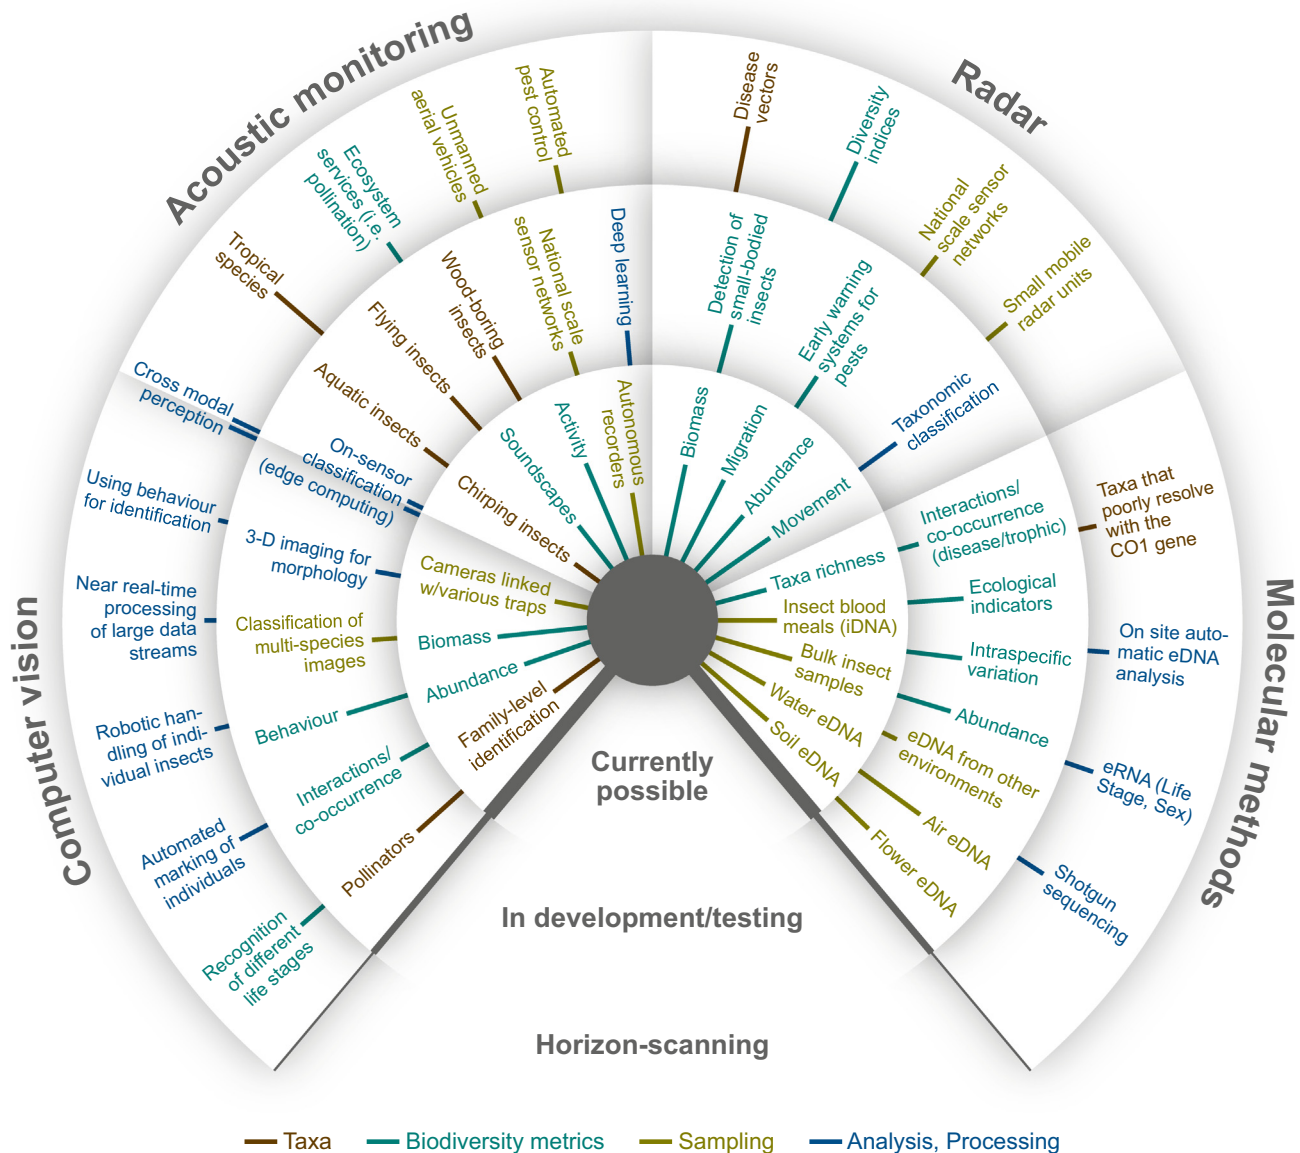 Acoustic monitoring
Radar
Computer vision
Molecular methods
Tropical
species
Ecosystem
services (i.e.
pollination)
Unmanned
aerial vehicles
Automated
pest control
Aquatic insects
Flying insects
Wood-boring
insects
National scale
sensor networks
Deep learning
Chirping insects
Soundscapes
Activity
Autonomous
recorders
Disease
vectors
Diversity
indices
National
scale sensor
networks
Small mobile
radar units
Detection of
small-bodied
insects
Early warning
systems for
pests
Taxonomic
classification
Biomass
Migration
Abundance
Movement
Cross modal
perception
On-sensor
classification
(edge computing)
Using behaviour
for identification
Near real-time
processing
of large data
streams
Robotic han-
dling of indi-
vidual insects
Automated
marking of
individuals
Recognition
of different
life stages
3-D imaging for
morphology
Classification of
multi-species
images
Behaviour
Interactions/
co-occurrence
Pollinators
Cameras linked
w/various traps
Biomass
Abundance
Family-level
identification
Taxa richness
Insect blood
meals (iDNA)
Bulk insect
samples
Water eDNA
Soil eDNA
Interactions/
co-occurrence
(disease/trophic)
Ecological
indicators
Intraspecific
variation
Abundance
eDNA from other
environments
Air eDNA
Flower eDNA
Taxa that
poorly resolve
with the
CO1 gene
On site auto-
matic eDNA
analysis
eRNA (Life
Stage, Sex)
Shotgun
sequencing
Currently
possible
In development/testing
Horizon-scanning
Taxa
Biodiversity metrics
Sampling
Analysis, Processing